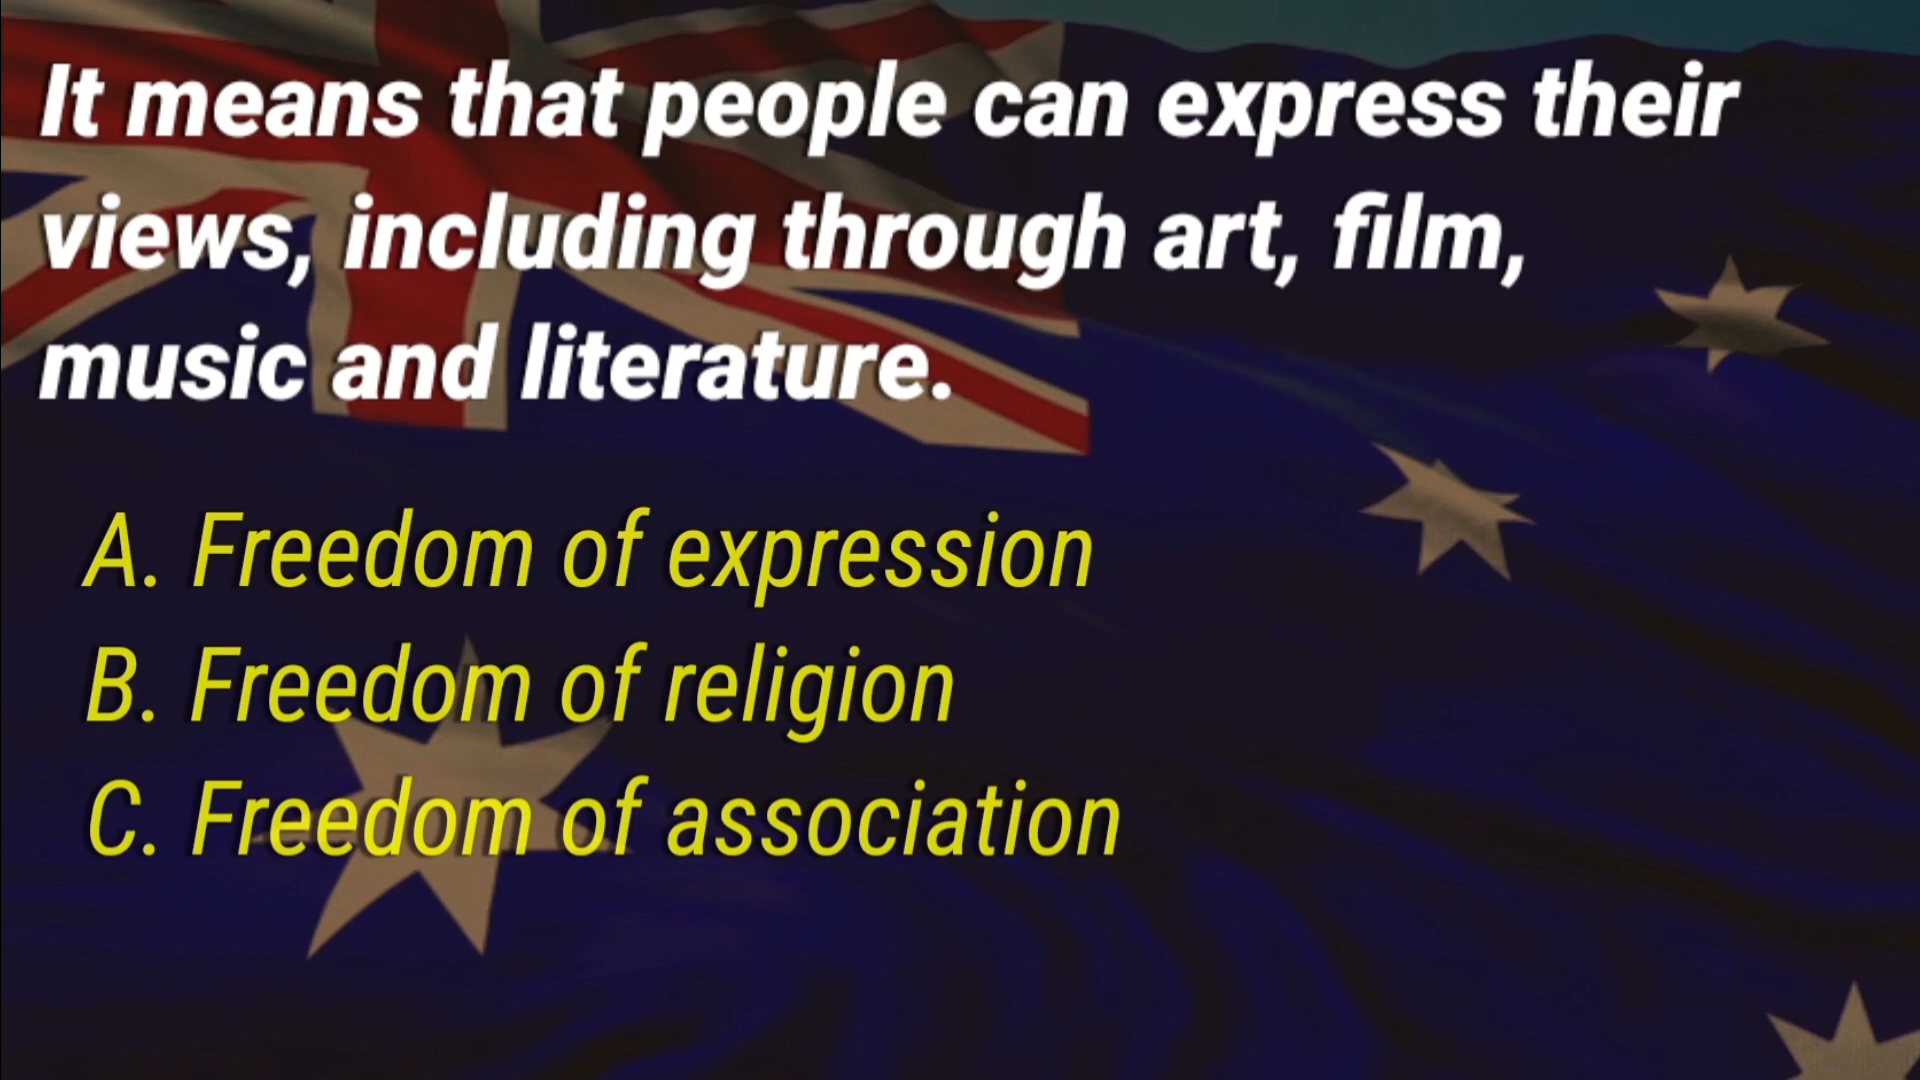 It means that people can express their
views, including through art, film,
music and literature.
A. Freedom of expression
B. Freedom of religion
C. Freedom of association